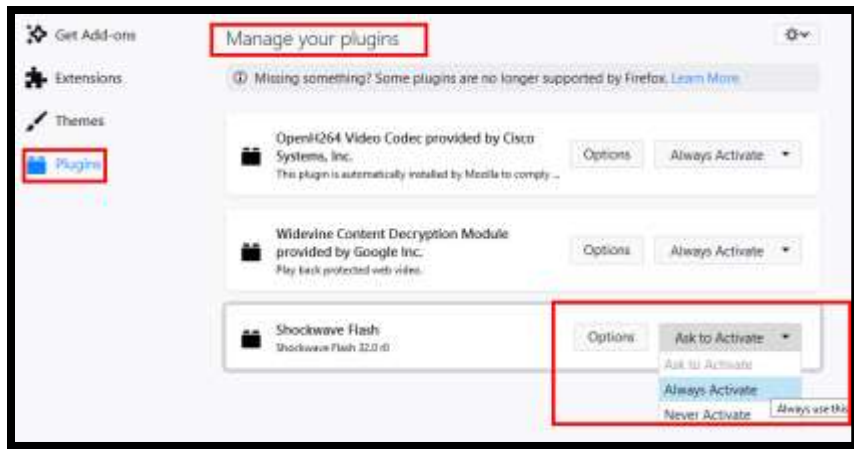 Get Add-ons
Manage your plugins
Extensions
Missing something? Some plugins are no longer supported by Firefox. Learn More
Themes
Plugins
OpenH264 Video Codec provided by Cisco
Systems, Inc.
This plugin is automatically installed by Mozilla to comply ...
Options
Always Activate
Widevine Content Decryption Module
provided by Google Inc.
Play back protected web video.
Options
Always Activate
Shockwave Flash
Shockwave Flash 32.0 r0
Options
Ask to Activate
Ask to Activate
Always Activate
Never Activate
Always use this